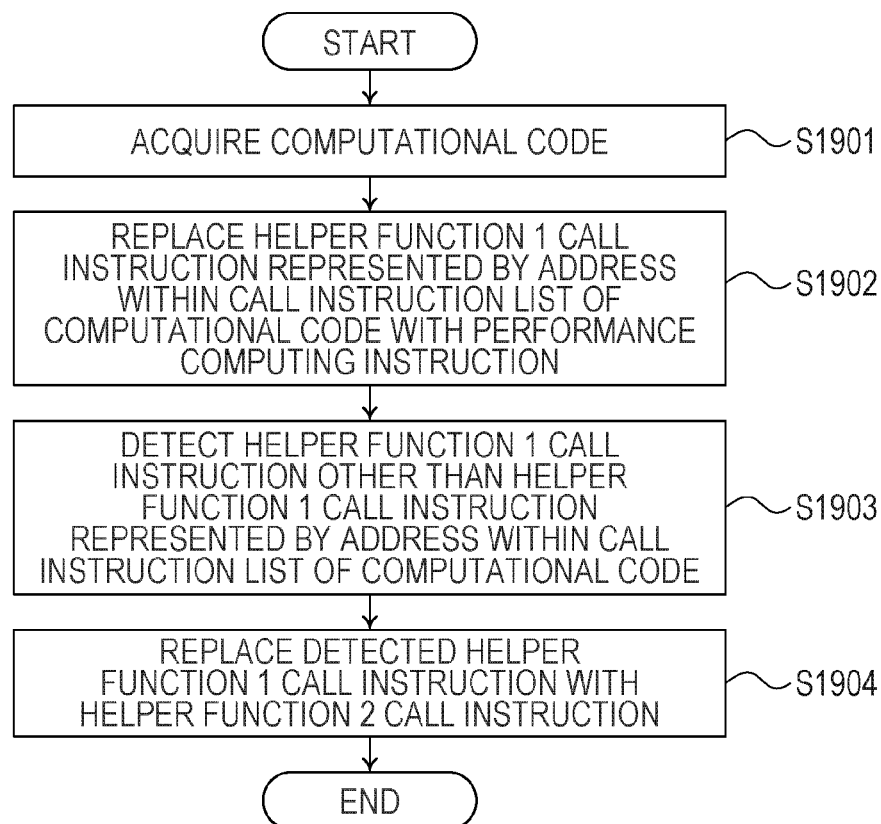 START
ACQUIRE COMPUTATIONAL CODE
S1901
REPLACE HELPER FUNCTION 1 CALL
INSTRUCTION REPRESENTED BY ADDRESS
WITHIN CALL INSTRUCTION LIST OF
COMPUTATIONAL CODE WITH PERFORMANCE
COMPUTING INSTRUCTION
S1902
DETECT HELPER FUNCTION 1 CALL
INSTRUCTION OTHER THAN HELPER
FUNCTION 1 CALL INSTRUCTION
REPRESENTED BY ADDRESS WITHIN CALL
INSTRUCTION LIST OF COMPUTATIONAL CODE
S1903
REPLACE DETECTED HELPER
FUNCTION 1 CALL INSTRUCTION WITH
HELPER FUNCTION 2 CALL INSTRUCTION
S1904
END